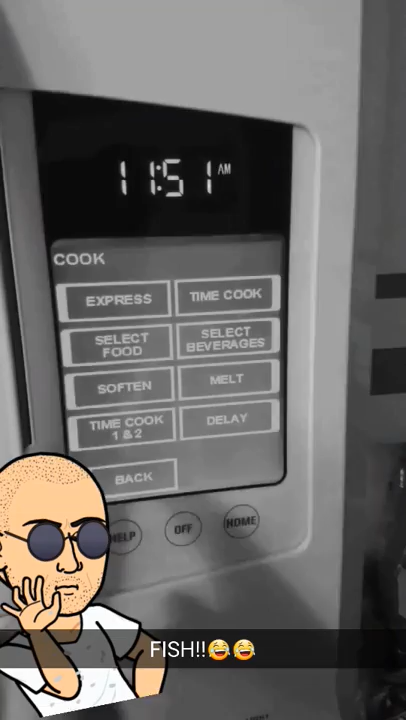 11:51 AM
COOK
EXPRESS
TIME COOK
SELECT
FOOD
SELECT
BEVERAGES
SOFTEN
MELT
TIME COOK
1 & 2
DELAY
BACK
HELP
OFF
HOME
FISH!!😂😂